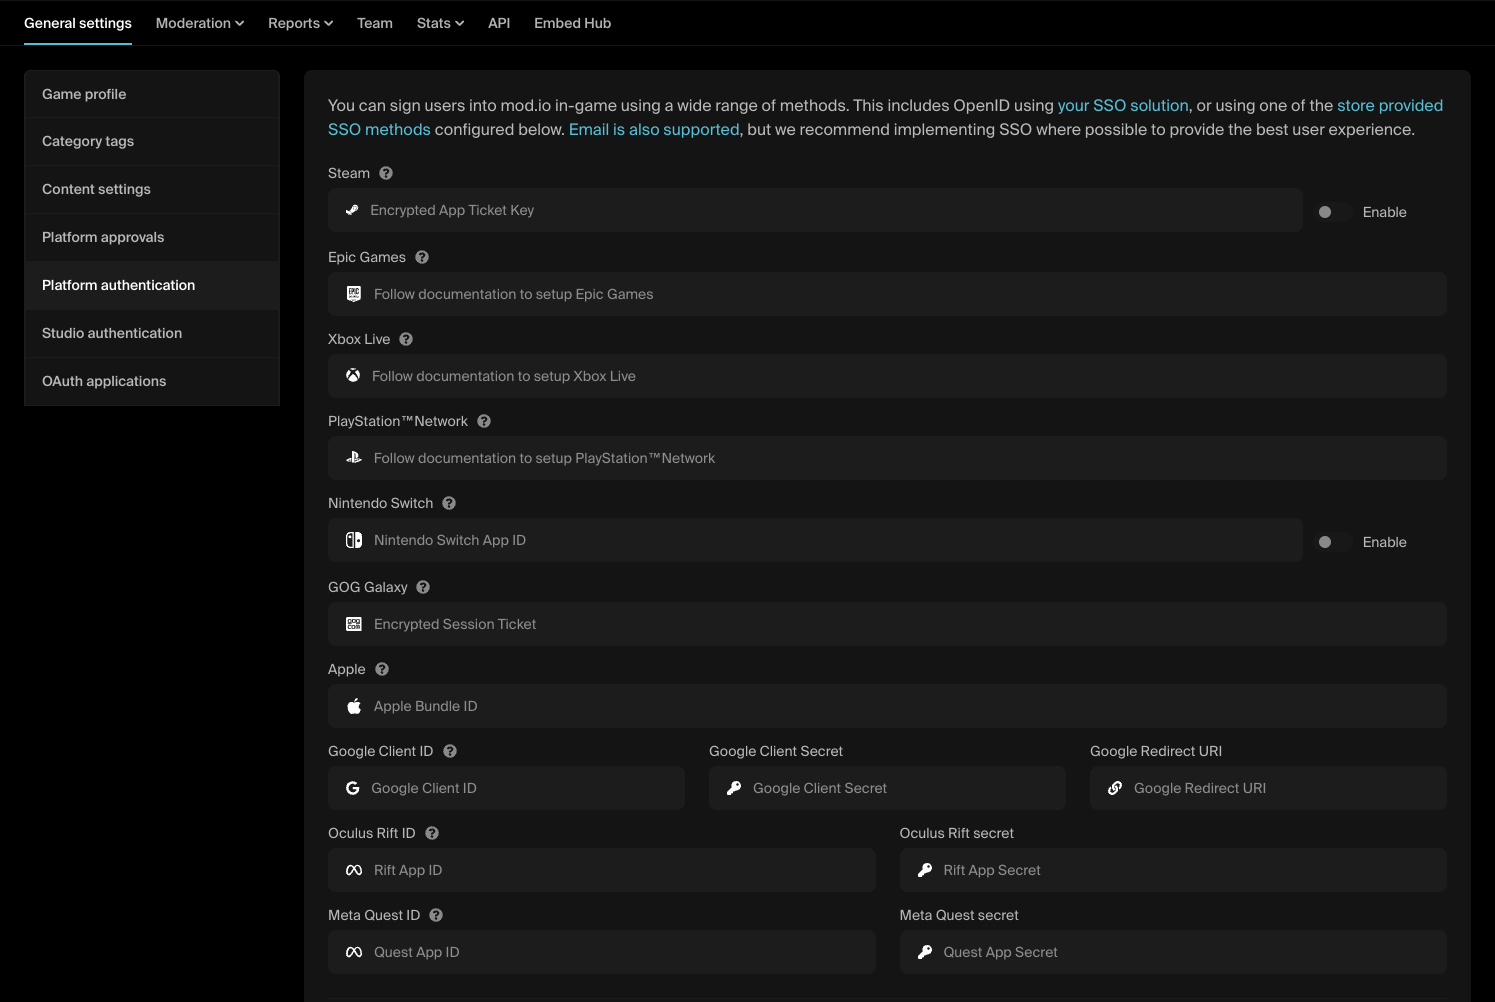 General settings Moderation Reports Team Stats API Embed Hub
Game profile
Category tags
Content settings
Platform approvals
Platform authentication
Studio authentication
OAuth applications
You can sign users into mod.io in-game using a wide range of methods. This includes OpenID using your SSO solution, or using one of the store provided
SSO methods configured below. Email is also supported, but we recommend implementing SSO where possible to provide the best user experience.
Steam
Encrypted App Ticket Key Enable
Epic Games
Follow documentation to setup Epic Games
Xbox Live
Follow documentation to setup Xbox Live
PlayStation™Network
Follow documentation to setup PlayStation™Network
Nintendo Switch
Nintendo Switch App ID Enable
GOG Galaxy
Encrypted Session Ticket
Apple
Apple Bundle ID
Google Client ID Google Client Secret Google Redirect URI
Google Client ID Google Client Secret Google Redirect URI
Oculus Rift ID Oculus Rift secret
Rift App ID Rift App Secret
Meta Quest ID Meta Quest secret
Quest App ID Quest App Secret